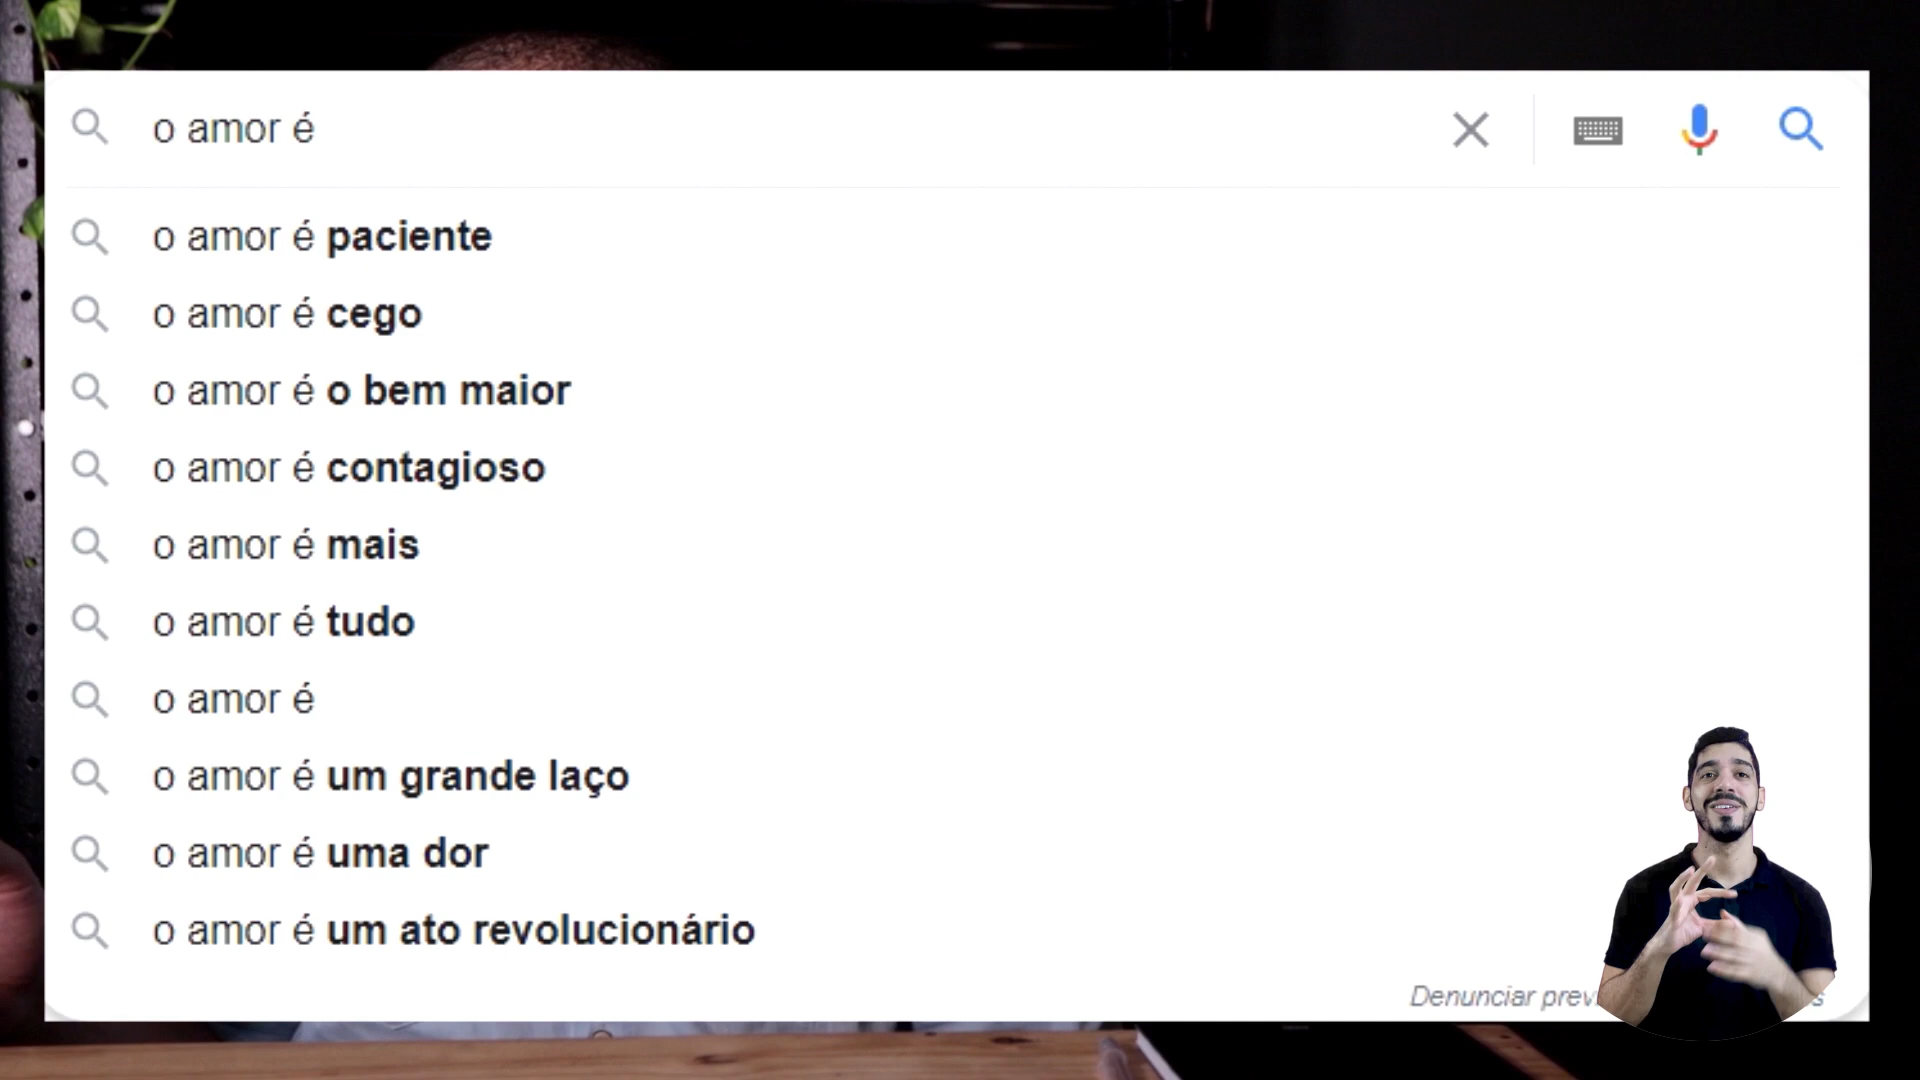 o amor é
o amor é paciente
o amor é cego
o amor é o bem maior
o amor é contagioso
o amor é mais
o amor é tudo
o amor é
o amor é um grande laço
o amor é uma dor
o amor é um ato revolucionário
Denunciar